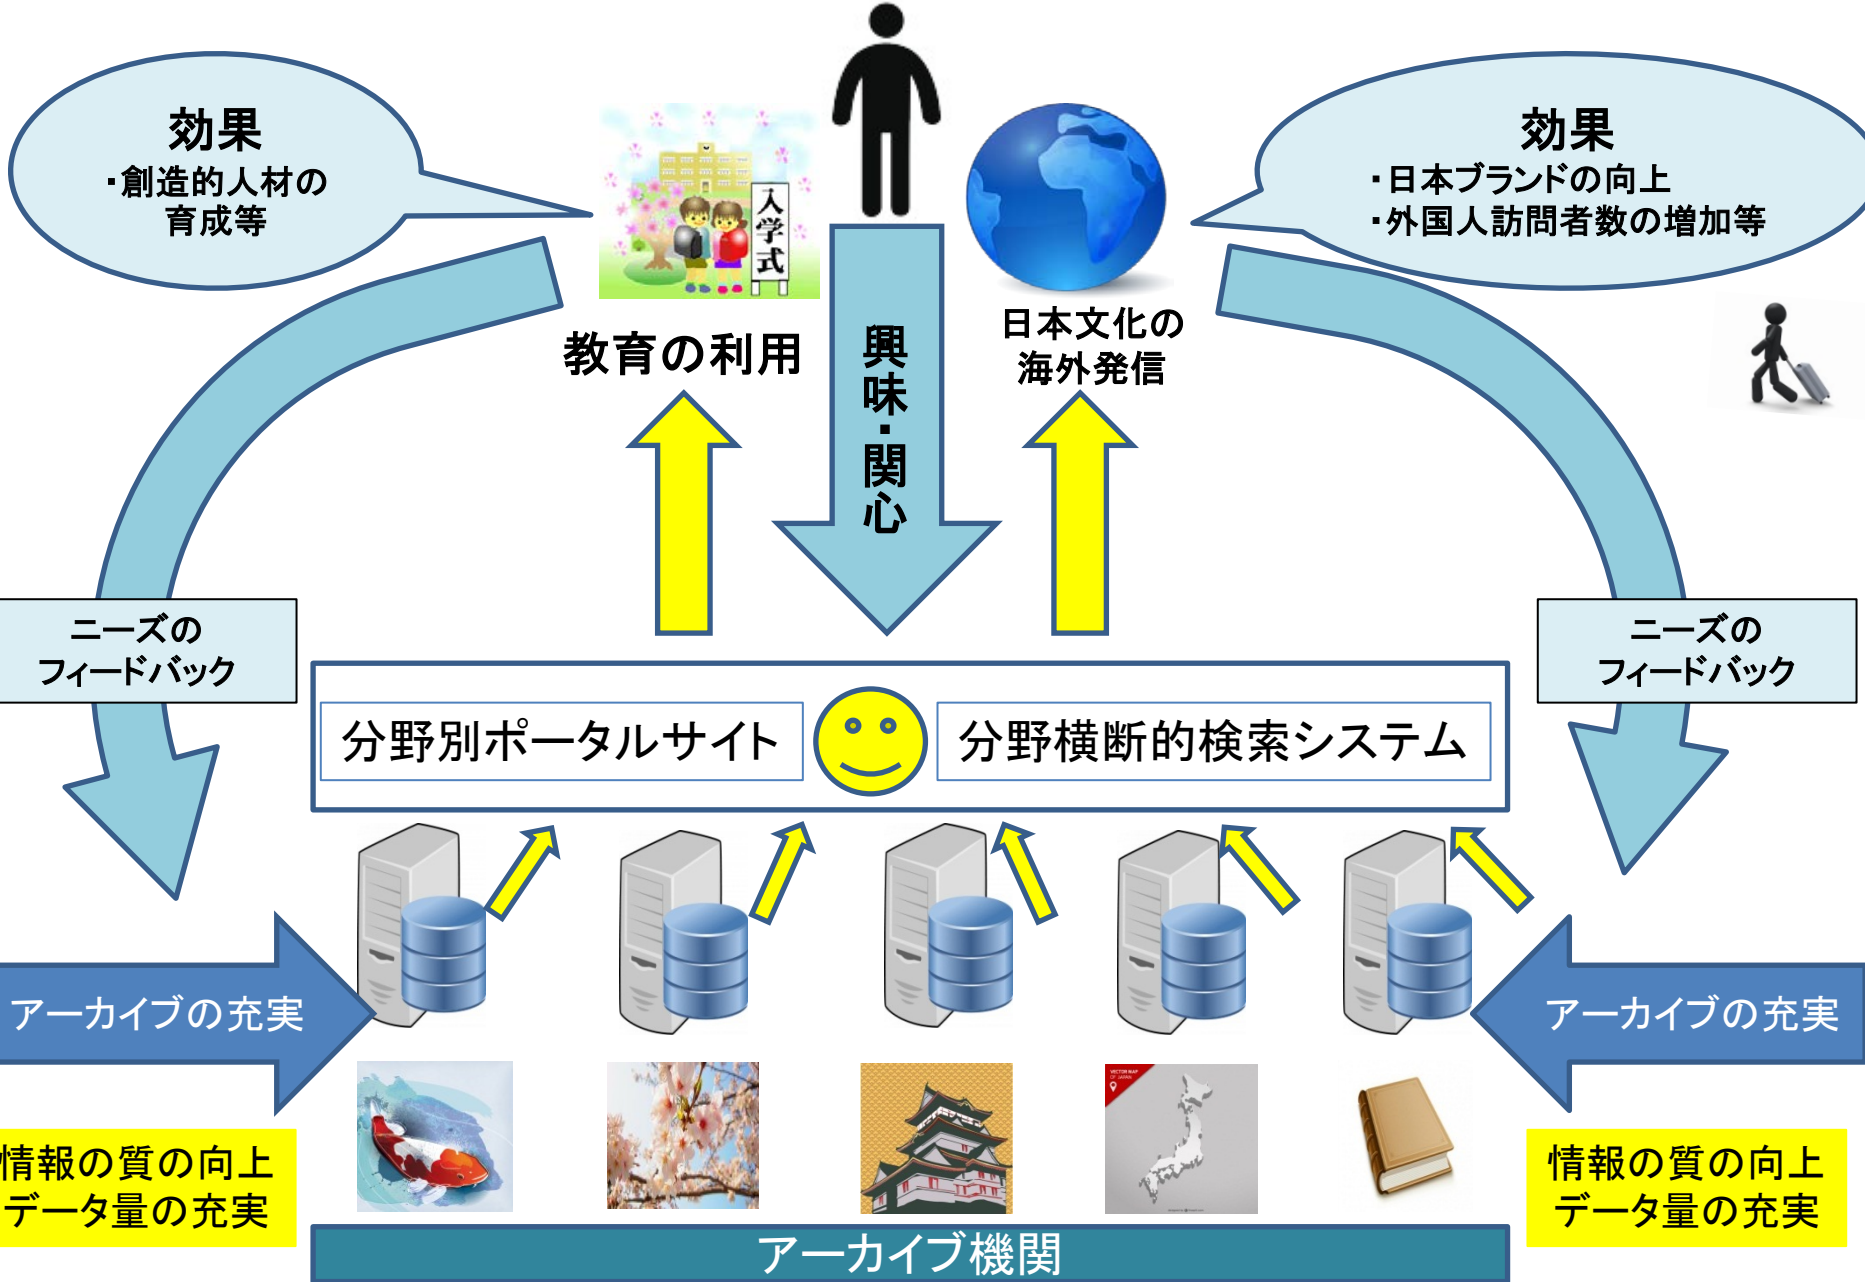 効果
・創造的人材の
育成等
効果
・日本ブランドの向上
・外国人訪問者数の増加等
入学式
教育の利用
興味・関心
日本文化の
海外発信
ニーズの
フィードバック
ニーズの
フィードバック
分野別ポータルサイト
分野横断的検索システム
アーカイブの充実
アーカイブの充実
VECTOR MAP
OF JAPAN
情報の質の向上
データ量の充実
情報の質の向上
データ量の充実
アーカイブ機関